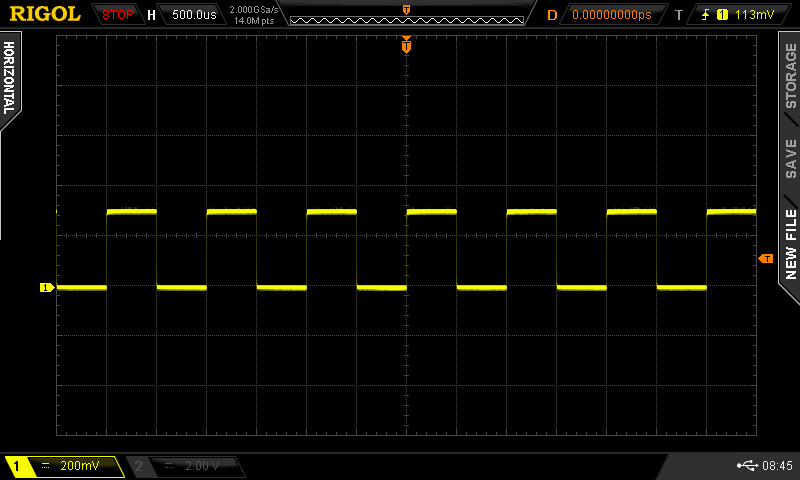 RIGOL STOP H 500.0us 2.000GSa/s 14.0M pts D 0.00000000ps T 1 113mV
T
T
HORIZONTAL
STORAGE
SAVE
NEW FILE
T
1
1 200mV 2 2.00 V 08:45